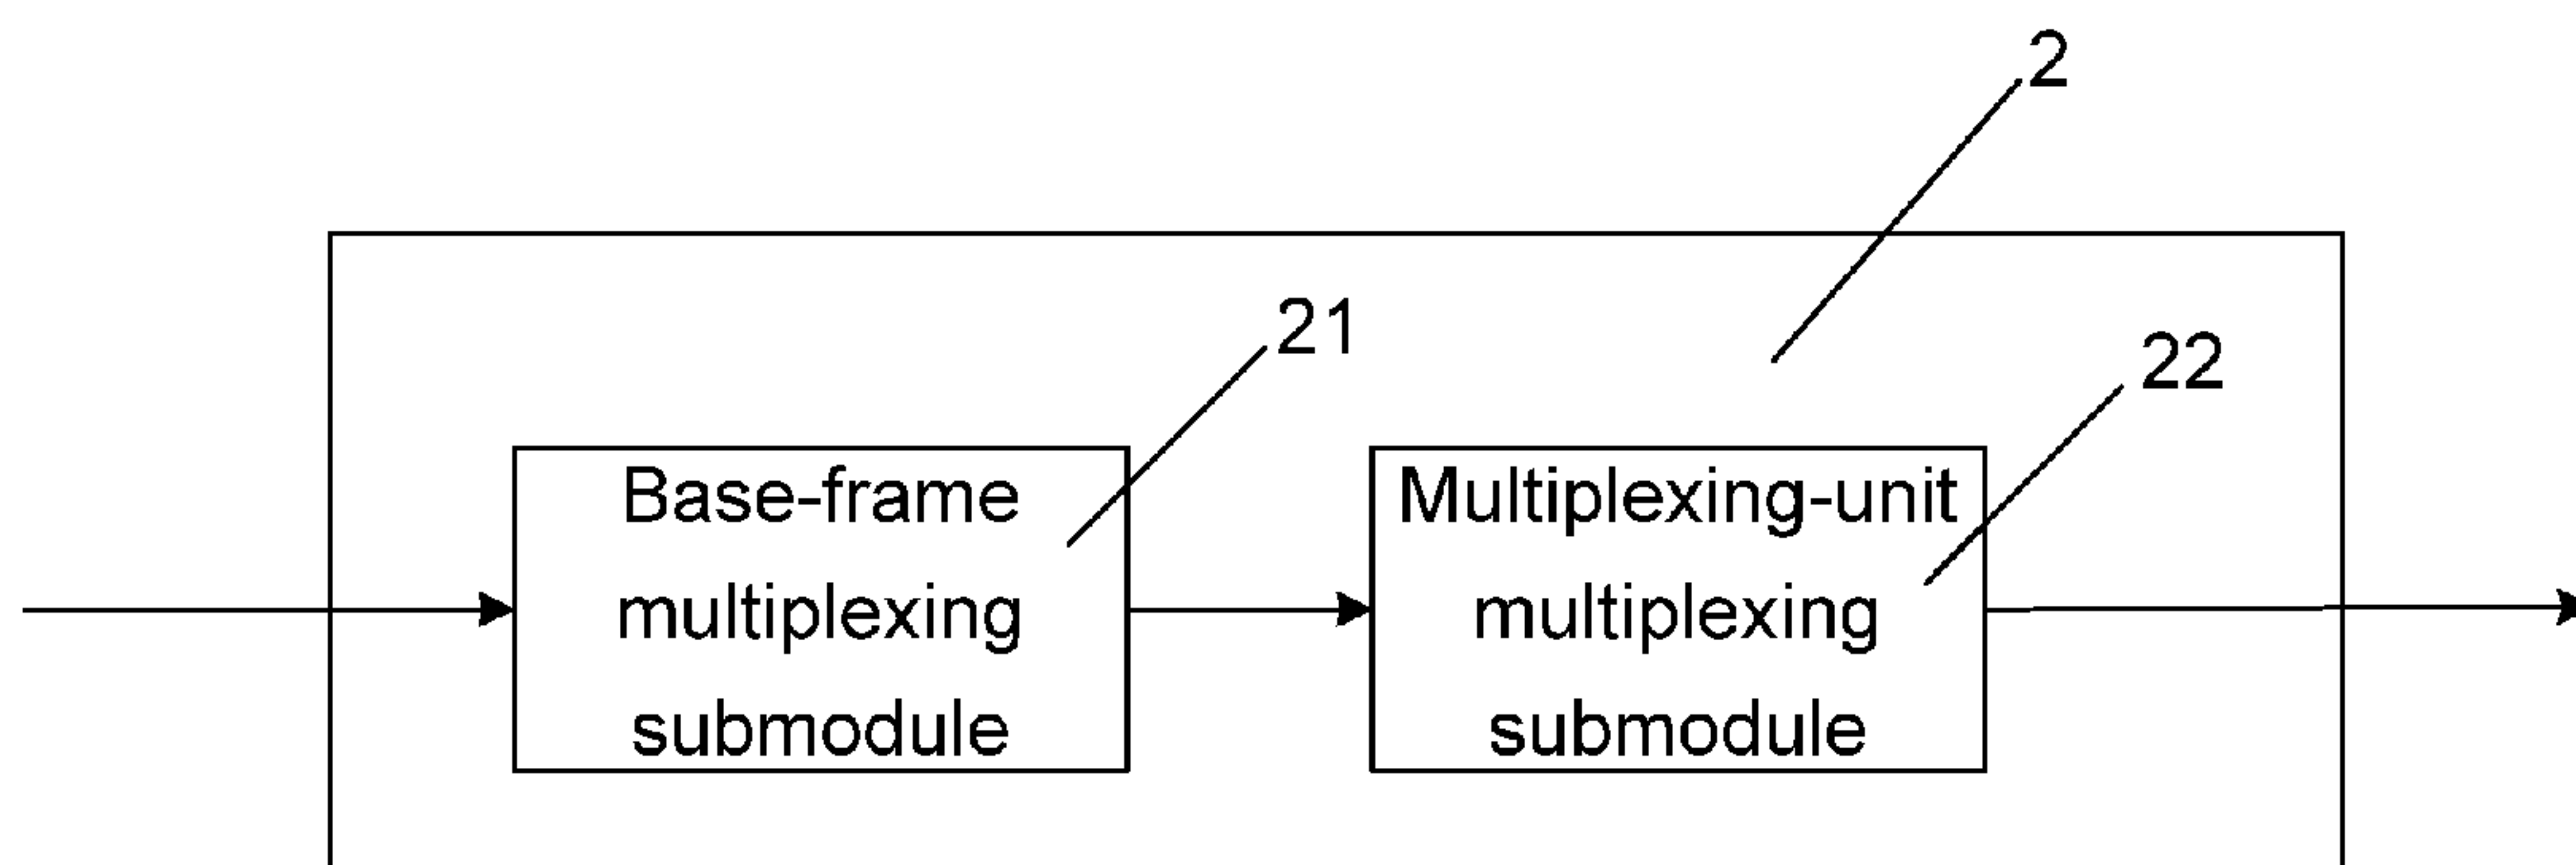 2
21
22
Base-frame
multiplexing
submodule
Multiplexing-unit
multiplexing
submodule